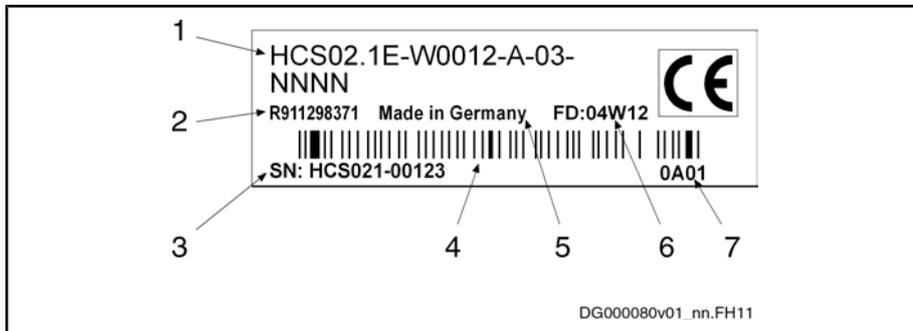 1
HCS02.1E-W0012-A-03-
NNNN
CE
2
R911298371 Made in Germany FD:04W12
SN: HCS021-00123 0A01
3 4 5 6 7
DG000080v01_nn.FH11